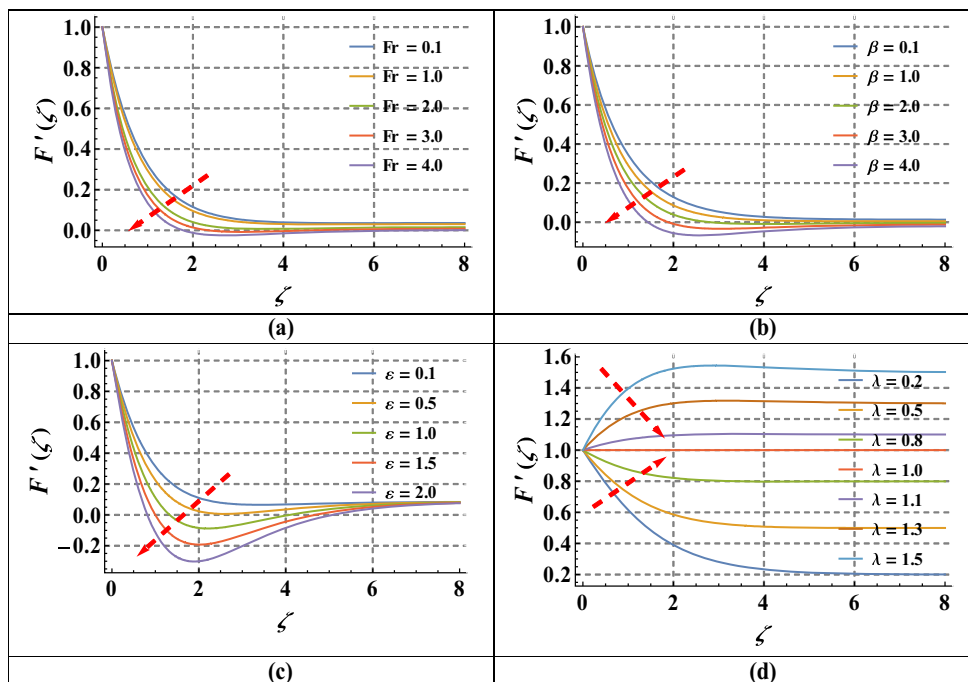 1.0
0.8
0.6
0.4
0.2
0.0
F ′(ζ)
Fr = 0.1
Fr = 1.0
Fr = 2.0
Fr = 3.0
Fr = 4.0
0 2 4 6 8
ζ
(a)
1.0
0.8
0.6
0.4
0.2
0.0
F ′(ζ)
β = 0.1
β = 1.0
β = 2.0
β = 3.0
β = 4.0
0 2 4 6 8
ζ
(b)
1.0
0.8
0.6
0.4
0.2
0.0
−0.2
F ′(ζ)
ε = 0.1
ε = 0.5
ε = 1.0
ε = 1.5
ε = 2.0
0 2 4 6 8
ζ
(c)
1.6
1.4
1.2
1.0
0.8
0.6
0.4
0.2
F ′(ζ)
λ = 0.2
λ = 0.5
λ = 0.8
λ = 1.0
λ = 1.1
λ = 1.3
λ = 1.5
0 2 4 6 8
ζ
(d)